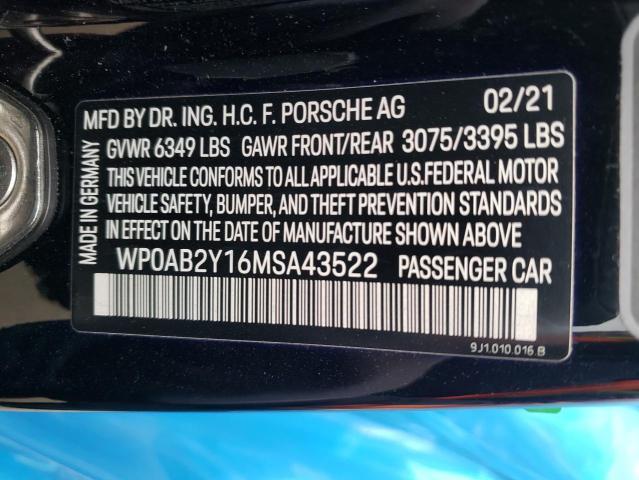 MFD BY DR. ING. H.C. F. PORSCHE AG 02/21
GVWR 6349 LBS GAWR FRONT/REAR 3075/3395 LBS
THIS VEHICLE CONFORMS TO ALL APPLICABLE U.S.FEDERAL MOTOR
VEHICLE SAFETY, BUMPER, AND THEFT PREVENTION STANDARDS
IN EFFECT ON THE DATE OF MANUFACTURE SHOWN ABOVE
WP0AB2Y16MSA43522 PASSENGER CAR
MADE IN GERMANY
9J1.010.016.B